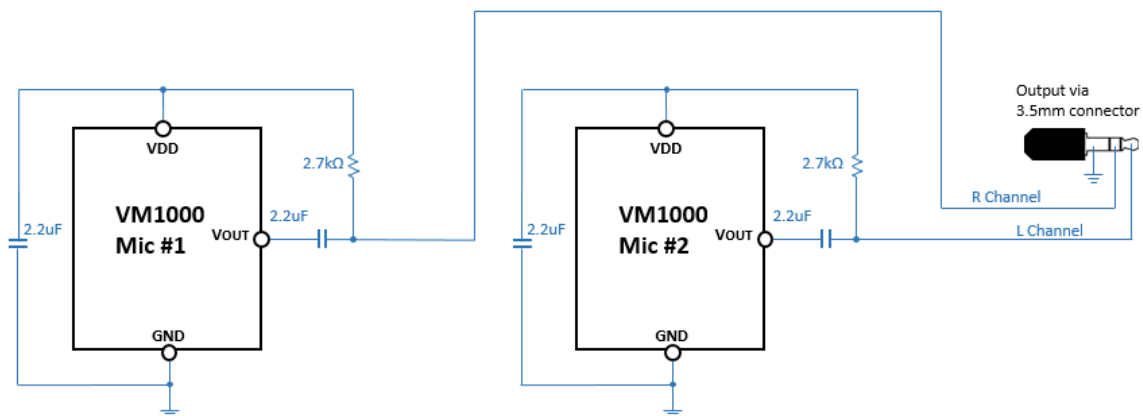 Output via
3.5mm connector
VDD
2.7kΩ
VM1000
Mic #1
2.2uF
2.2uF
VOUT
GND
VDD
2.7kΩ
VM1000
Mic #2
2.2uF
2.2uF
VOUT
GND
R Channel
L Channel